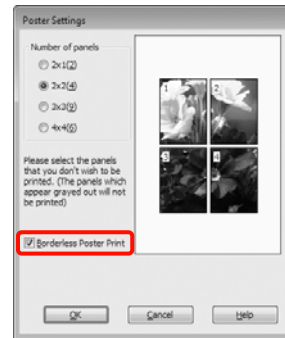 Poster Settings
Number of panels
2x1(2)
2x2(4)
3x3(9)
4x4(6)
Please select the panels
that you don't wish to be
printed. (The panels which
appear grayed out will not
be printed)
Borderless Poster Print
1
2
3
4
OK
Cancel
Help